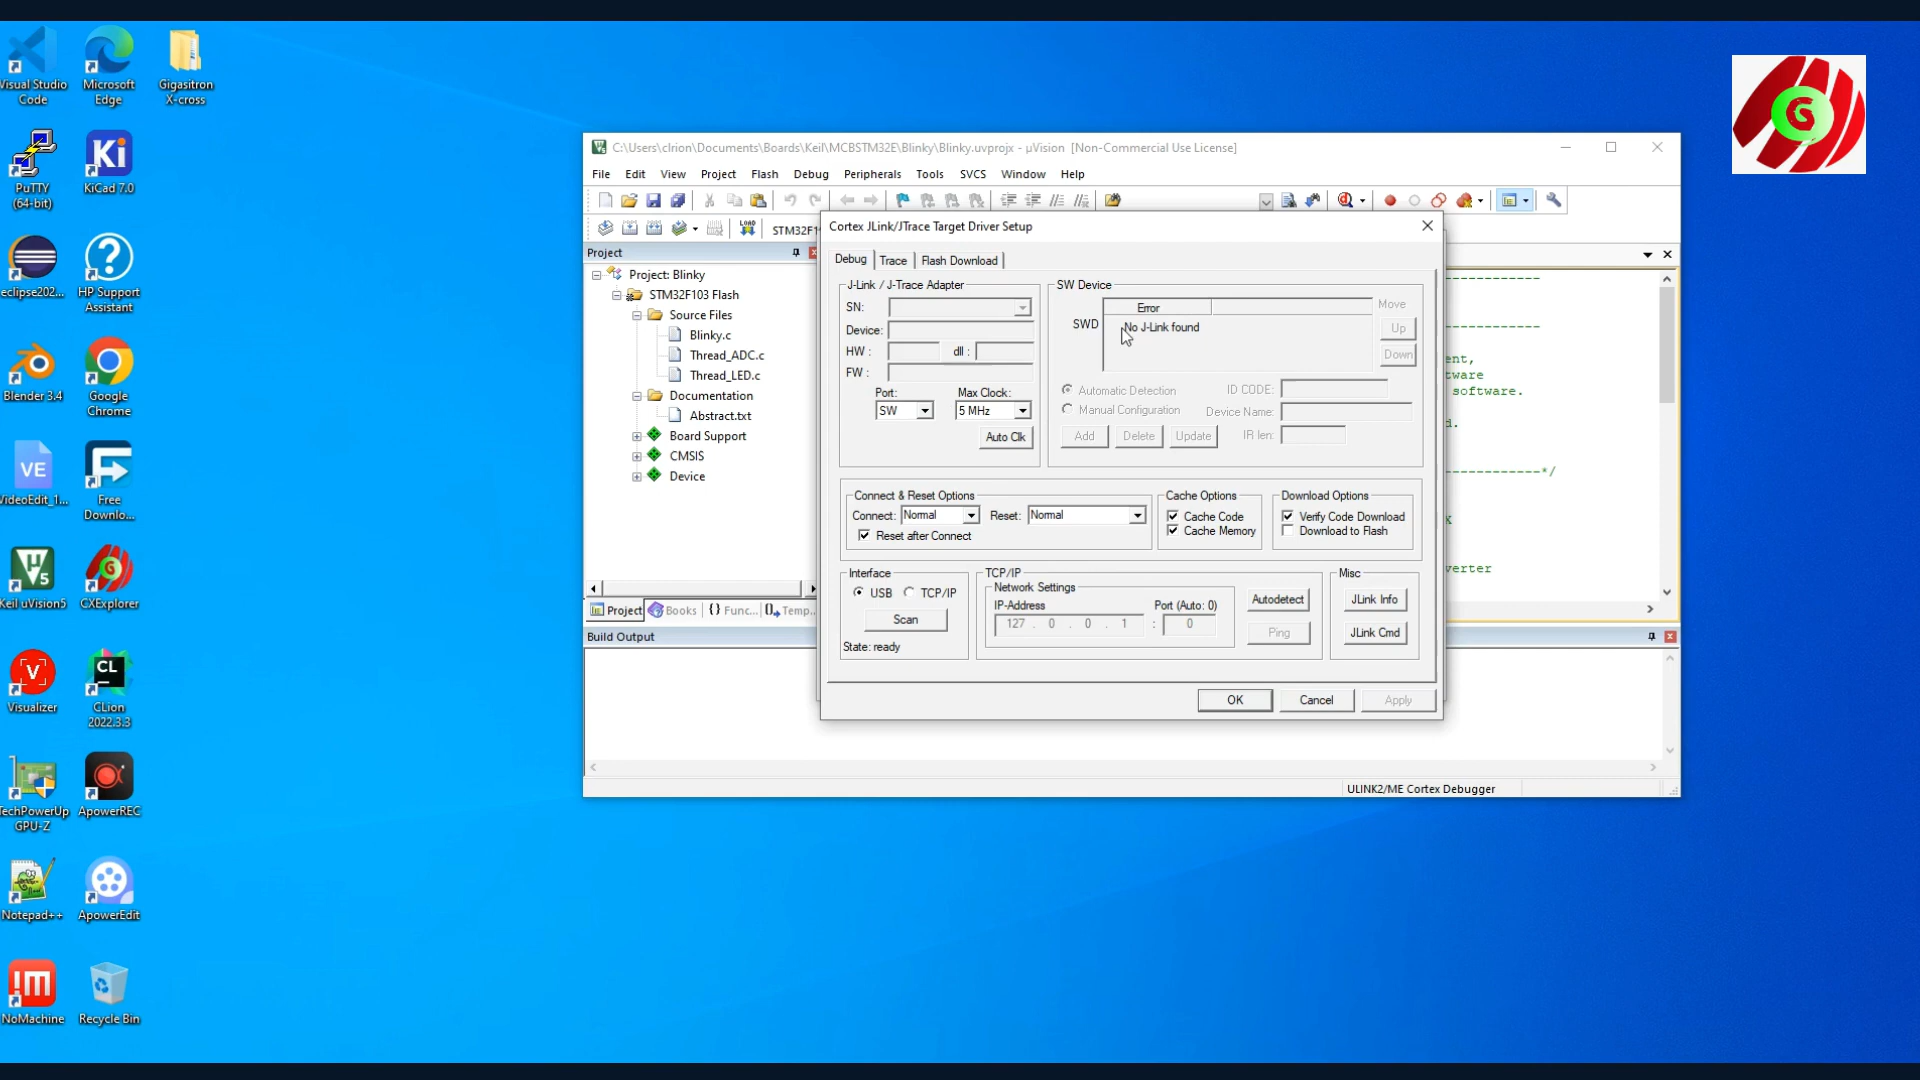 Visual Studio
Code
Microsoft
Edge
Gigasitron
X-cross
PuTTY
(64-bit)
KiCad 7.0
eclipse202...
HP Support
Assistant
Blender 3.4
Google
Chrome
VideoEdit_1...
Free
Downlo...
Keil uVision5
CXExplorer
Visualizer
CLion
2022.3.3
TechPowerUp
GPU-Z
ApowerREC
Notepad++
ApowerEdit
NoMachine
Recycle Bin
G
C:\Users\clrion\Documents\Boards\Keil\MCBSTM32E\Blinky\Blinky.uvprojx - µVision [Non-Commercial Use License]
File Edit View Project Flash Debug Peripherals Tools SVCS Window Help
LOAD
STM32F1
Project
Project: Blinky
STM32F103 Flash
Source Files
Blinky.c
Thread_ADC.c
Thread_LED.c
Documentation
Abstract.txt
Board Support
CMSIS
Device
Project Books {} Func... Temp...
Build Output
Cortex JLink/JTrace Target Driver Setup
Debug Trace Flash Download
J-Link / J-Trace Adapter
SN:
Device:
HW : dll :
FW :
Port: Max Clock:
SW 5 MHz
Auto Clk
SW Device
Error
SWD No J-Link found
Move
Up
Down
Automatic Detection ID CODE:
Manual Configuration Device Name:
Add Delete Update IR len:
Connect & Reset Options
Connect: Normal Reset: Normal
Reset after Connect
Cache Options
Cache Code
Cache Memory
Download Options
Verify Code Download
Download to Flash
Interface
USB TCP/IP
Scan
State: ready
TCP/IP
Network Settings
IP-Address Port (Auto: 0)
127 . 0 . 0 . 1 : 0
Autodetect
Ping
Misc
JLink Info
JLink Cmd
OK Cancel Apply
--------------
--------------
ent,
tware
software.
d.
--------------*/
x
verter
ULINK2/ME Cortex Debugger